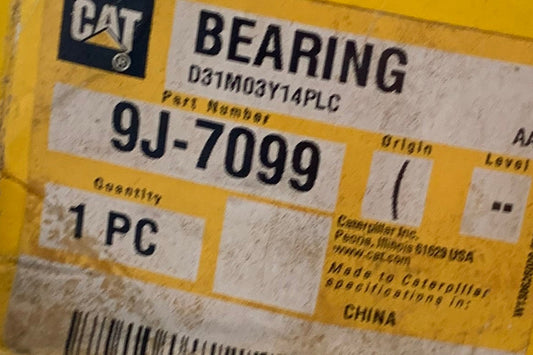 CAT
®
BEARING
D31M03Y14PLC
AA
Part Number
9J-7099
Origin
(
Level
--
Quantity
1 PC
Caterpillar Inc.
Peoria, Illinois 61629 USA
www.cat.com
Made to Caterpillar
specifications in:
CHINA